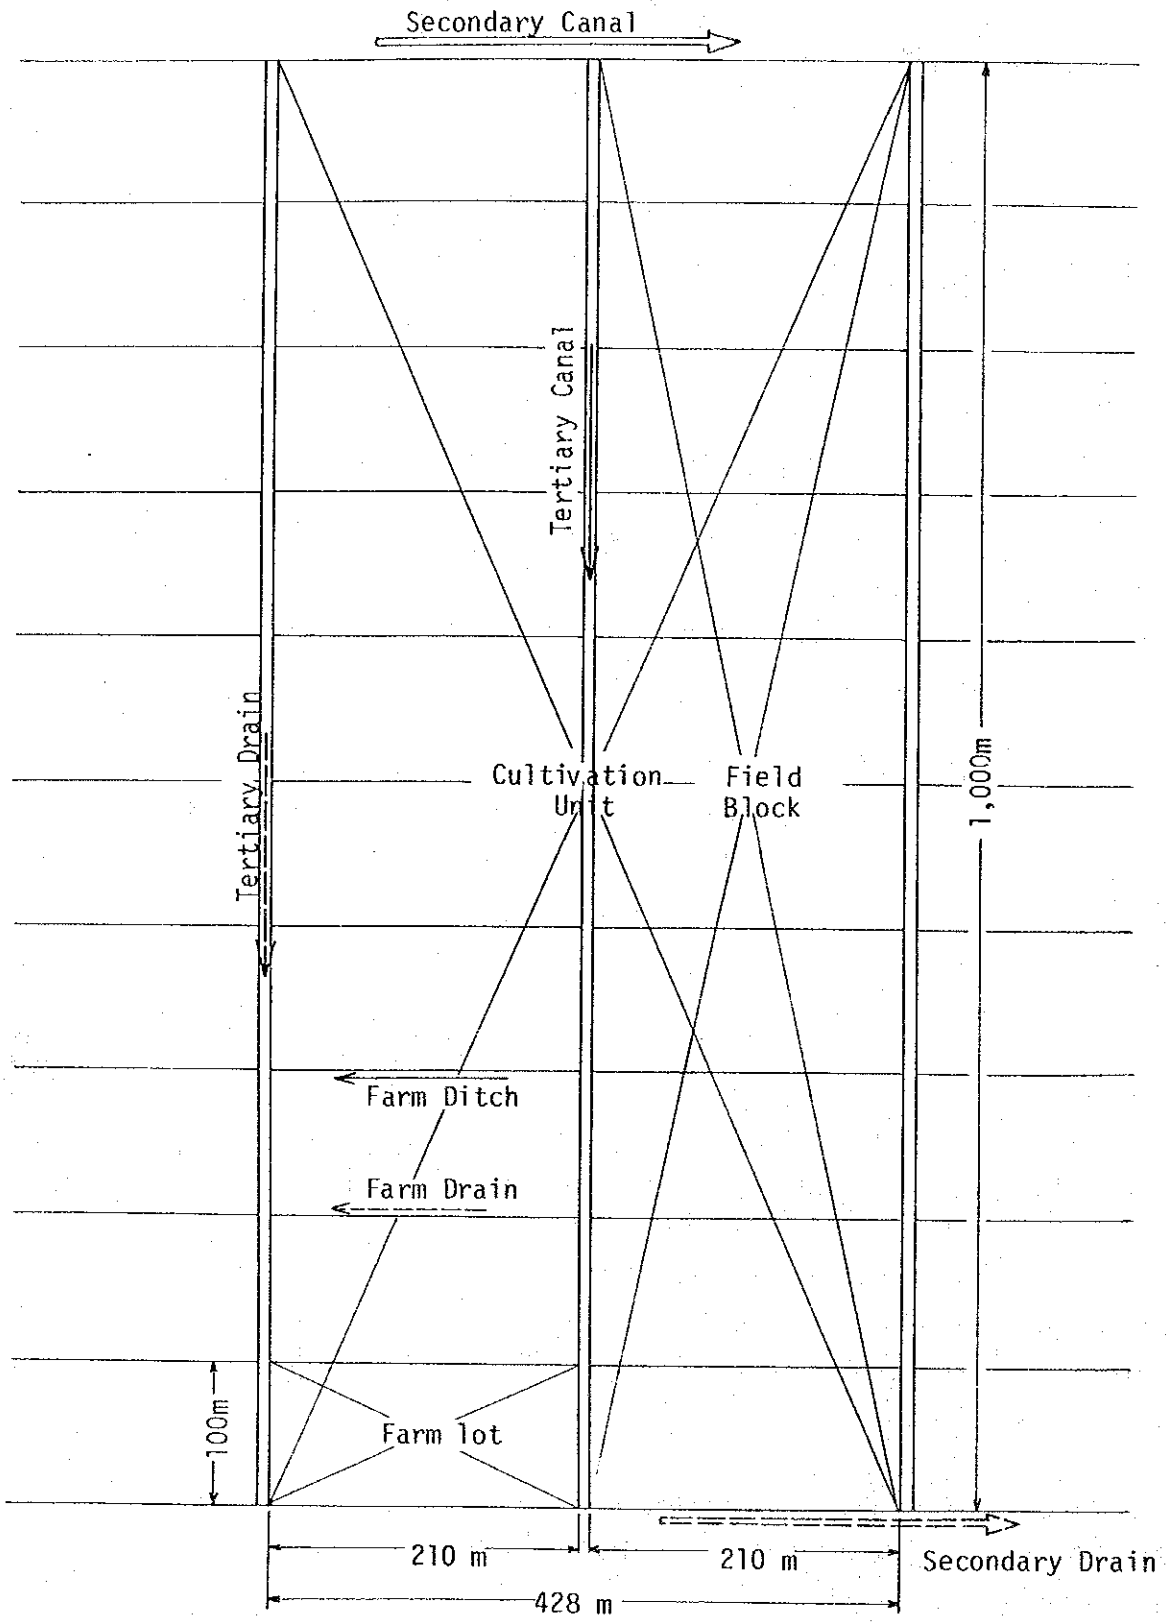 Secondary Canal
Tertiary Canal
Tertiary Drain
Cultivation
Unit
Field
Block
1,000m
Farm Ditch
Farm Drain
100m
Farm lot
210 m
210 m
Secondary Drain
428 m